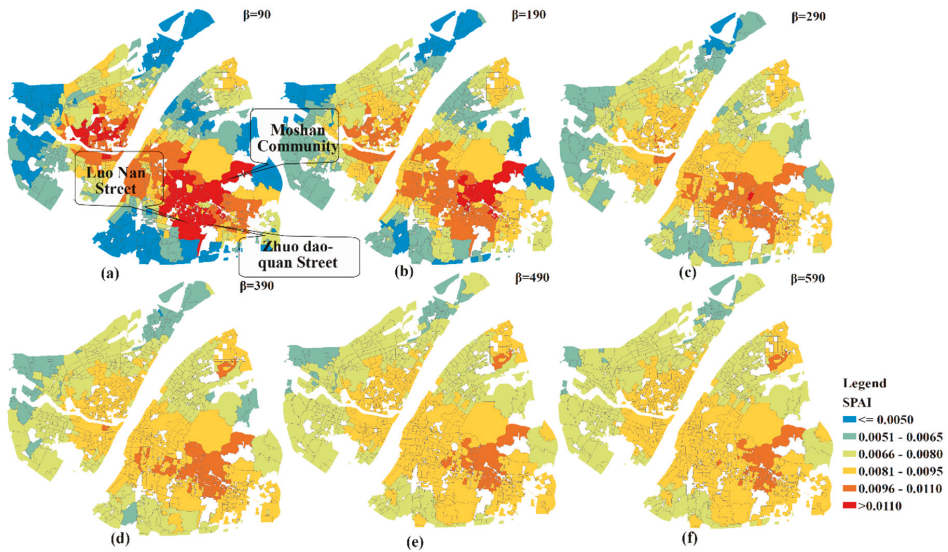 β=90
β=190
β=290
Moshan
Community
Luo Nan
Street
Zhuo dao-
quan Street
(a)
(b)
(c)
β=390
β=490
β=590
Legend
SPAI
<= 0.0050
0.0051 - 0.0065
0.0066 - 0.0080
0.0081 - 0.0095
0.0096 - 0.0110
>0.0110
(d)
(e)
(f)